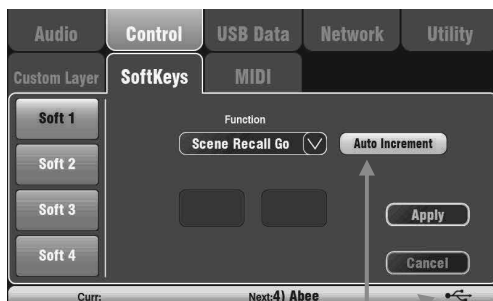 Audio Control USB Data Network Utility
Custom Layer SoftKeys MIDI
Soft 1
Function
Scene Recall Go Auto Increment
Soft 2
Soft 3
Apply
Soft 4
Cancel
Curr: Next:4) Abee